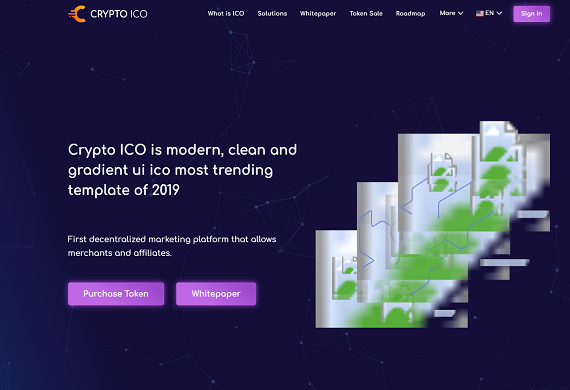 CRYPTO ICO
What is ICO
Solutions
Whitepaper
Token Sale
Roadmap
More
EN
Sign in
Crypto ICO is modern, clean and
gradient ui ico most trending
template of 2019
First decentralized marketing platform that allows
merchants and affiliates.
Purchase Token
Whitepaper